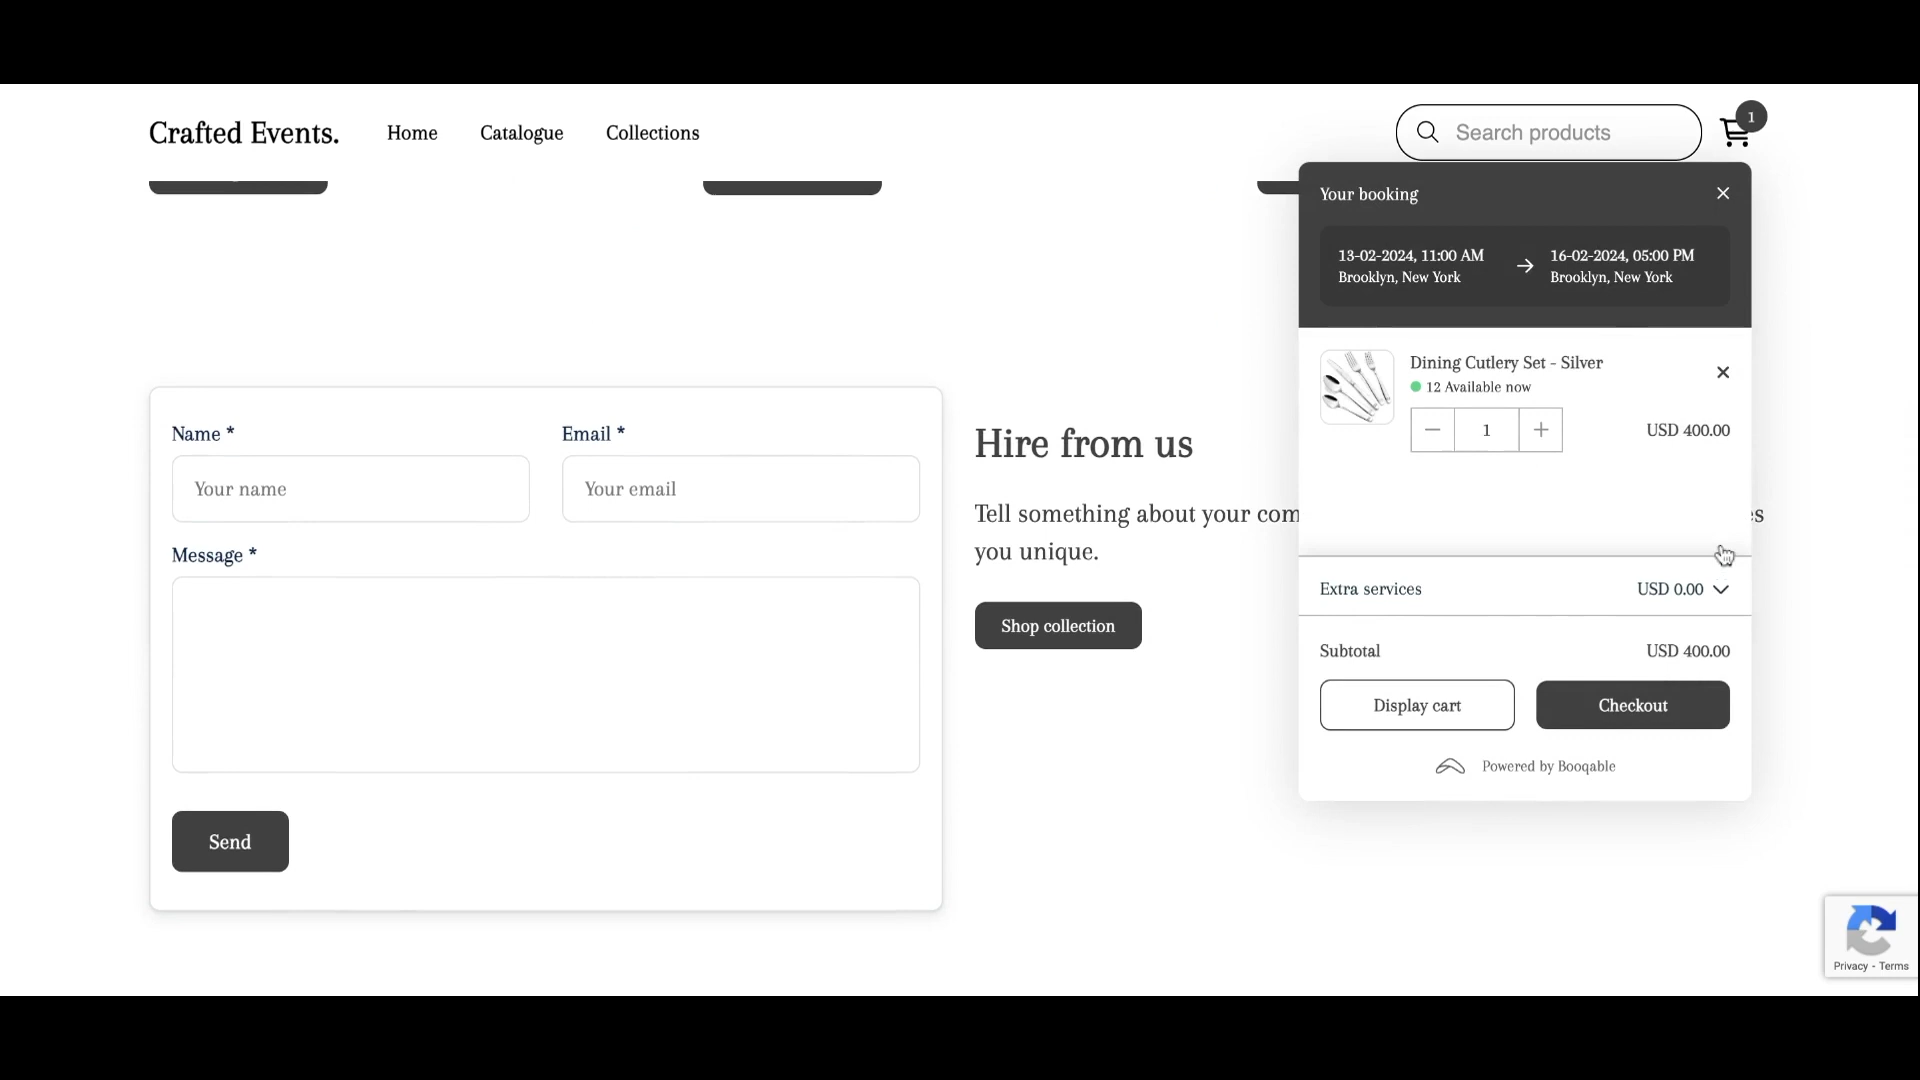 Crafted Events.
Home
Catalogue
Collections
Search products
1
Your booking
13-02-2024, 11:00 AM
Brooklyn, New York
16-02-2024, 05:00 PM
Brooklyn, New York
Dining Cutlery Set - Silver
12 Available now
1
USD 400.00
Extra services
USD 0.00
Subtotal
USD 400.00
Display cart
Checkout
Powered by Booqable
Name *
Email *
Your name
Your email
Message *
Send
Hire from us
Tell something about your
you unique.
Shop collection
Privacy - Terms